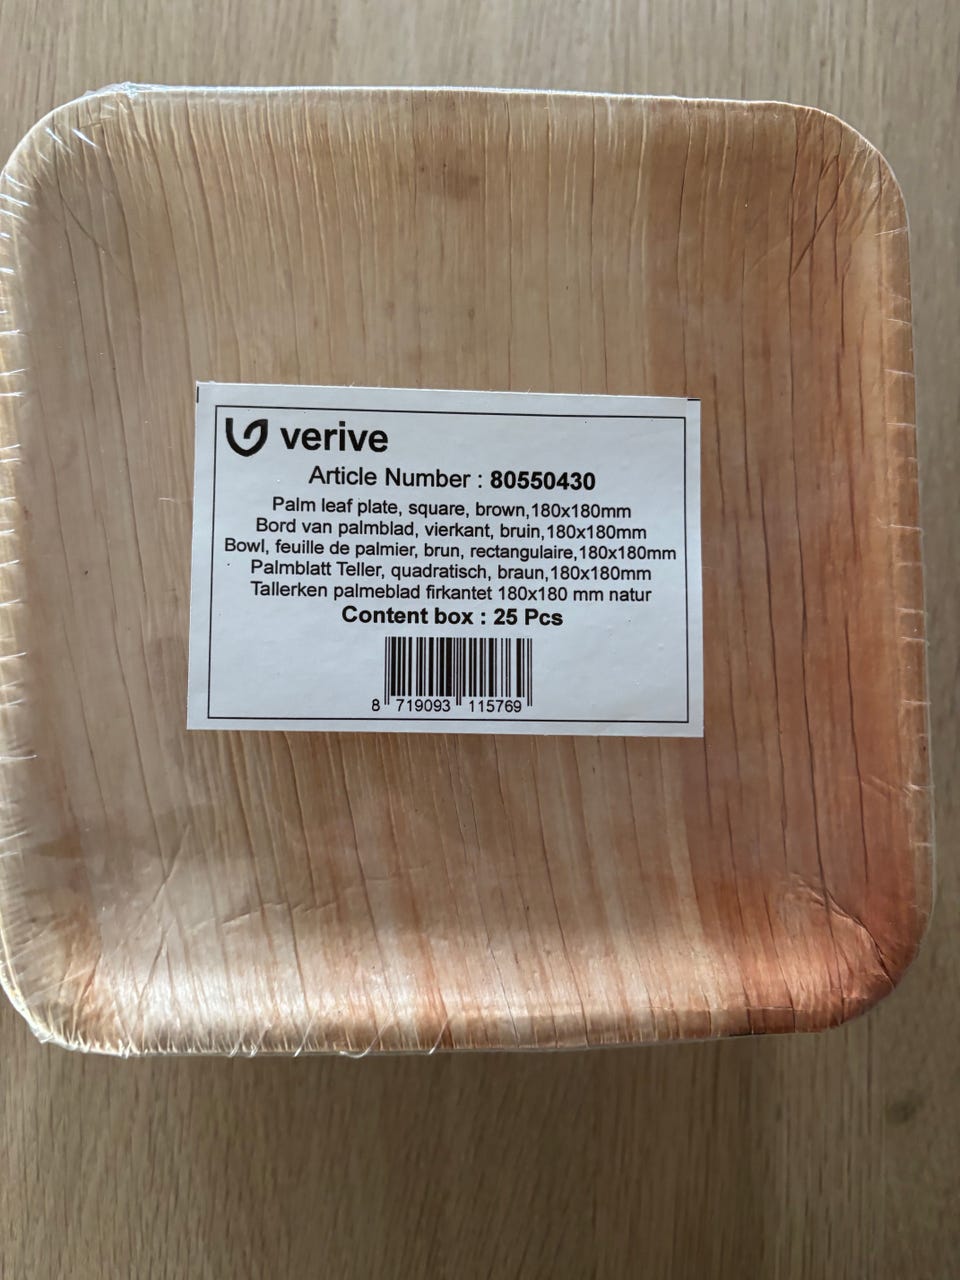 verive
Article Number : 80550430
Palm leaf plate, square, brown,180x180mm
Bord van palmblad, vierkant, bruin,180x180mm
Bowl, feuille de palmier, brun, rectangulaire,180x180mm
Palmblatt Teller, quadratisch, braun,180x180mm
Tallerken palmeblad firkantet 180x180 mm natur
Content box : 25 Pcs
8 719093 115769